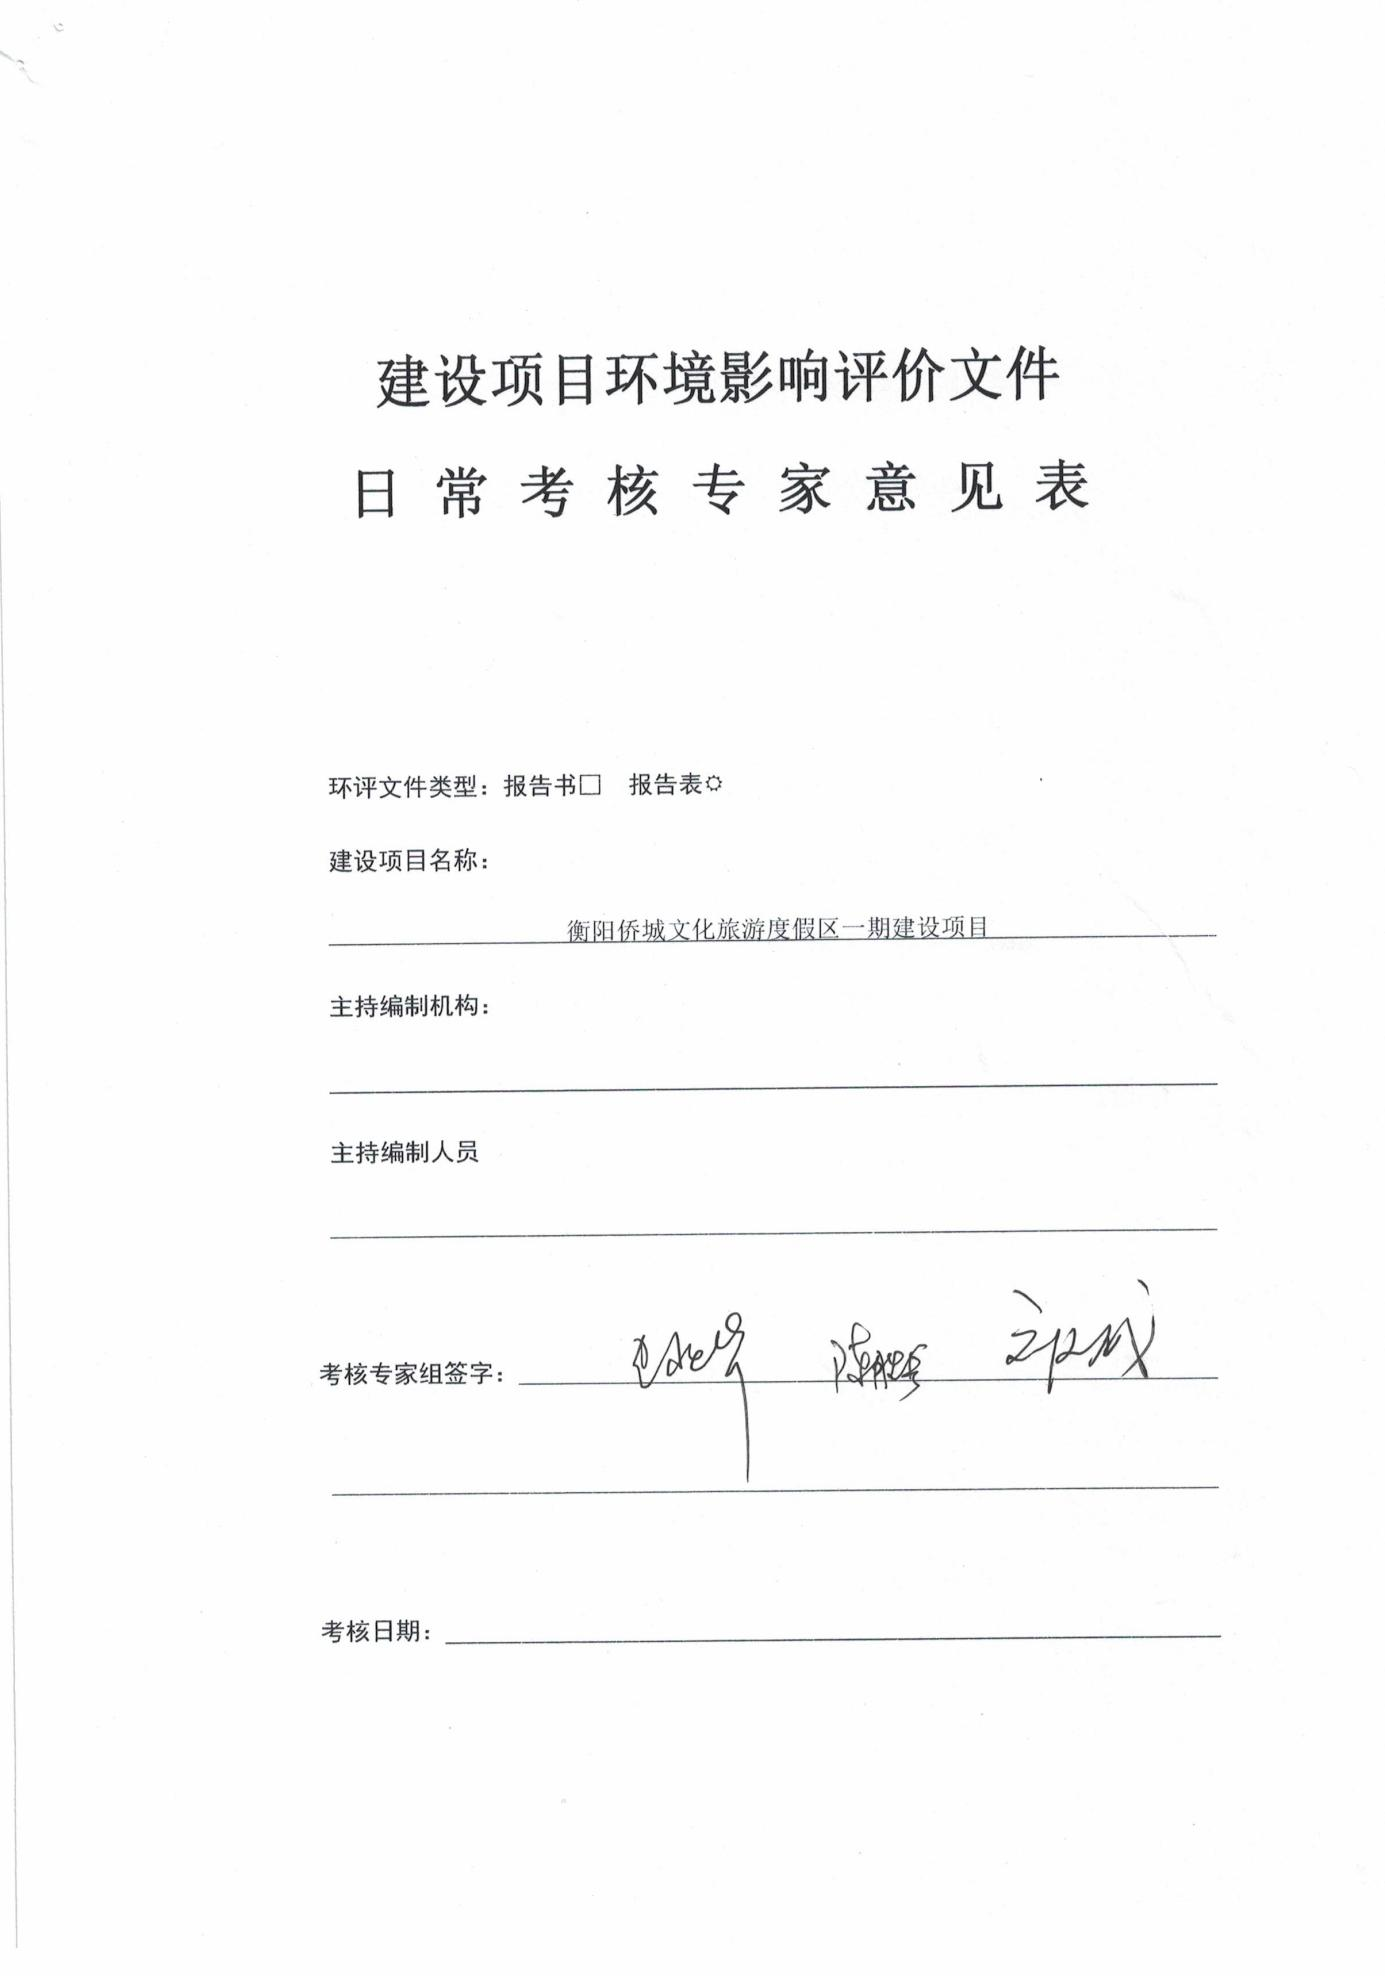 建设项目环境影响评价文件
日常考核专家意见表
环评文件类型：报告书□ 报告表☼
建设项目名称：
衡阳侨城文化旅游度假区一期建设项目
主持编制机构：
主持编制人员
考核专家组签字：
考核日期：